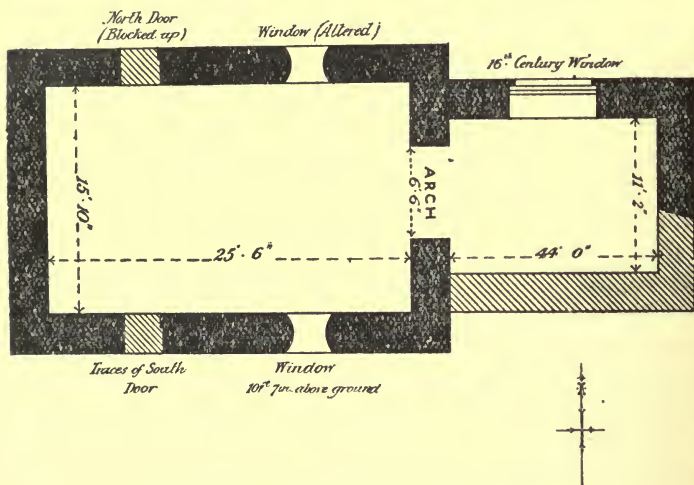 North Door
(Blocked up)
Window (Altered)
16th Century Window
15'. 10"
ARCH
6' 6"
11'. 2"
25'. 6"
44' 0"
Traces of South
Door
Window
10ft 7in. above ground